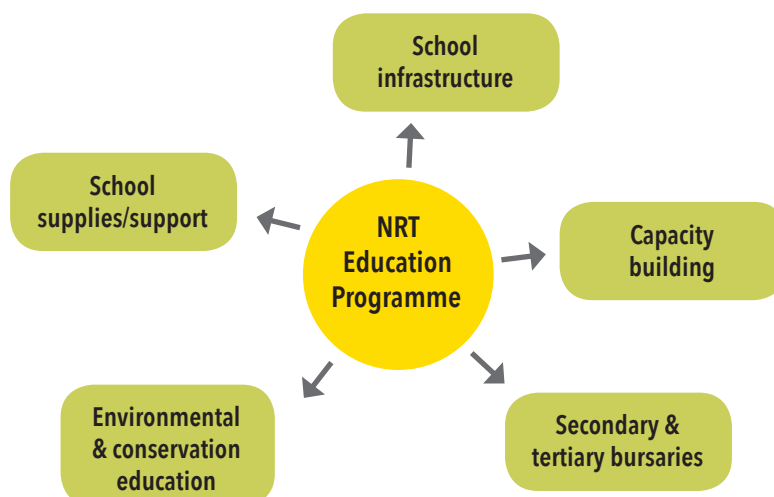 School
infrastructure
School
supplies/support
NRT
Education
Programme
Capacity
building
Environmental
& conservation
education
Secondary &
tertiary bursaries